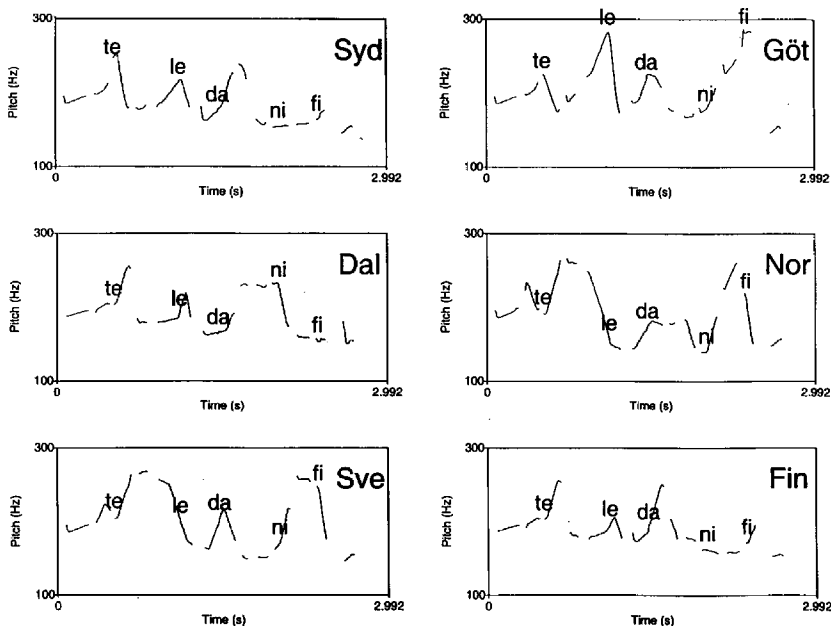 300
Pitch (Hz)
100
te
le
da
ni
fi
Syd
0
Time (s)
2.992
300
Pitch (Hz)
100
te
le
da
ni
fi
Göt
0
Time (s)
2.992
300
Pitch (Hz)
100
te
le
da
ni
fi
Dal
0
Time (s)
2.992
300
Pitch (Hz)
100
te
le
da
ni
fi
Nor
0
Time (s)
2.992
300
Pitch (Hz)
100
te
le
da
ni
fi
Sve
0
Time (s)
2.992
300
Pitch (Hz)
100
te
le
da
ni
fi
Fin
0
Time (s)
2.992